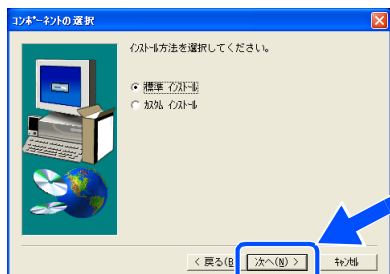 コンポーネントの選択
インストール方法を選択してください。
標準 インストール
カスタム インストール
< 戻る(B
次へ(N) >
キャンセル